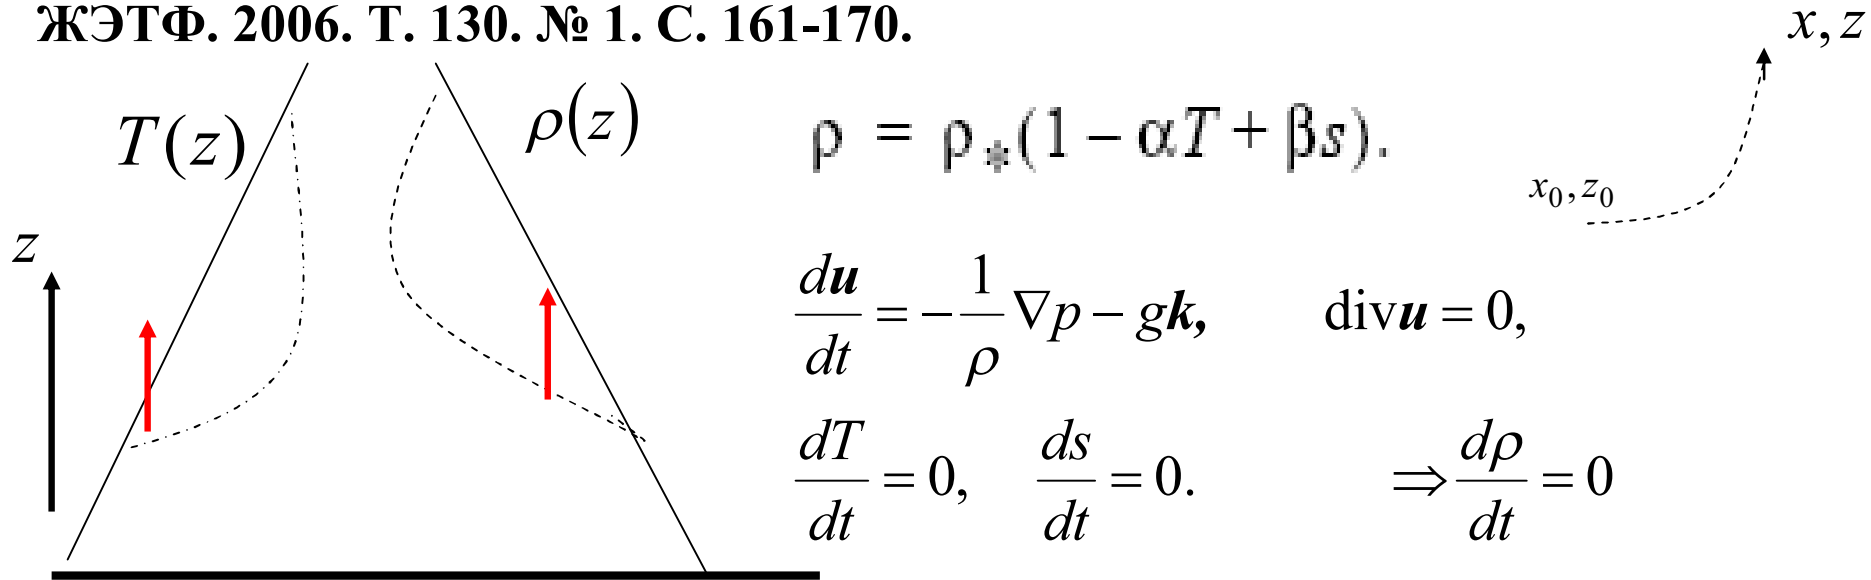 ЖЭТФ. 2006. Т. 130. № 1. С. 161-170.
x, z
T(z)
ρ(z)
ρ = ρ*(1 − αT + βs).
x₀, z₀
z
du/dt = −1/ρ ∇p − gk, divu = 0,
dT/dt = 0, ds/dt = 0. ⇒ dρ/dt = 0